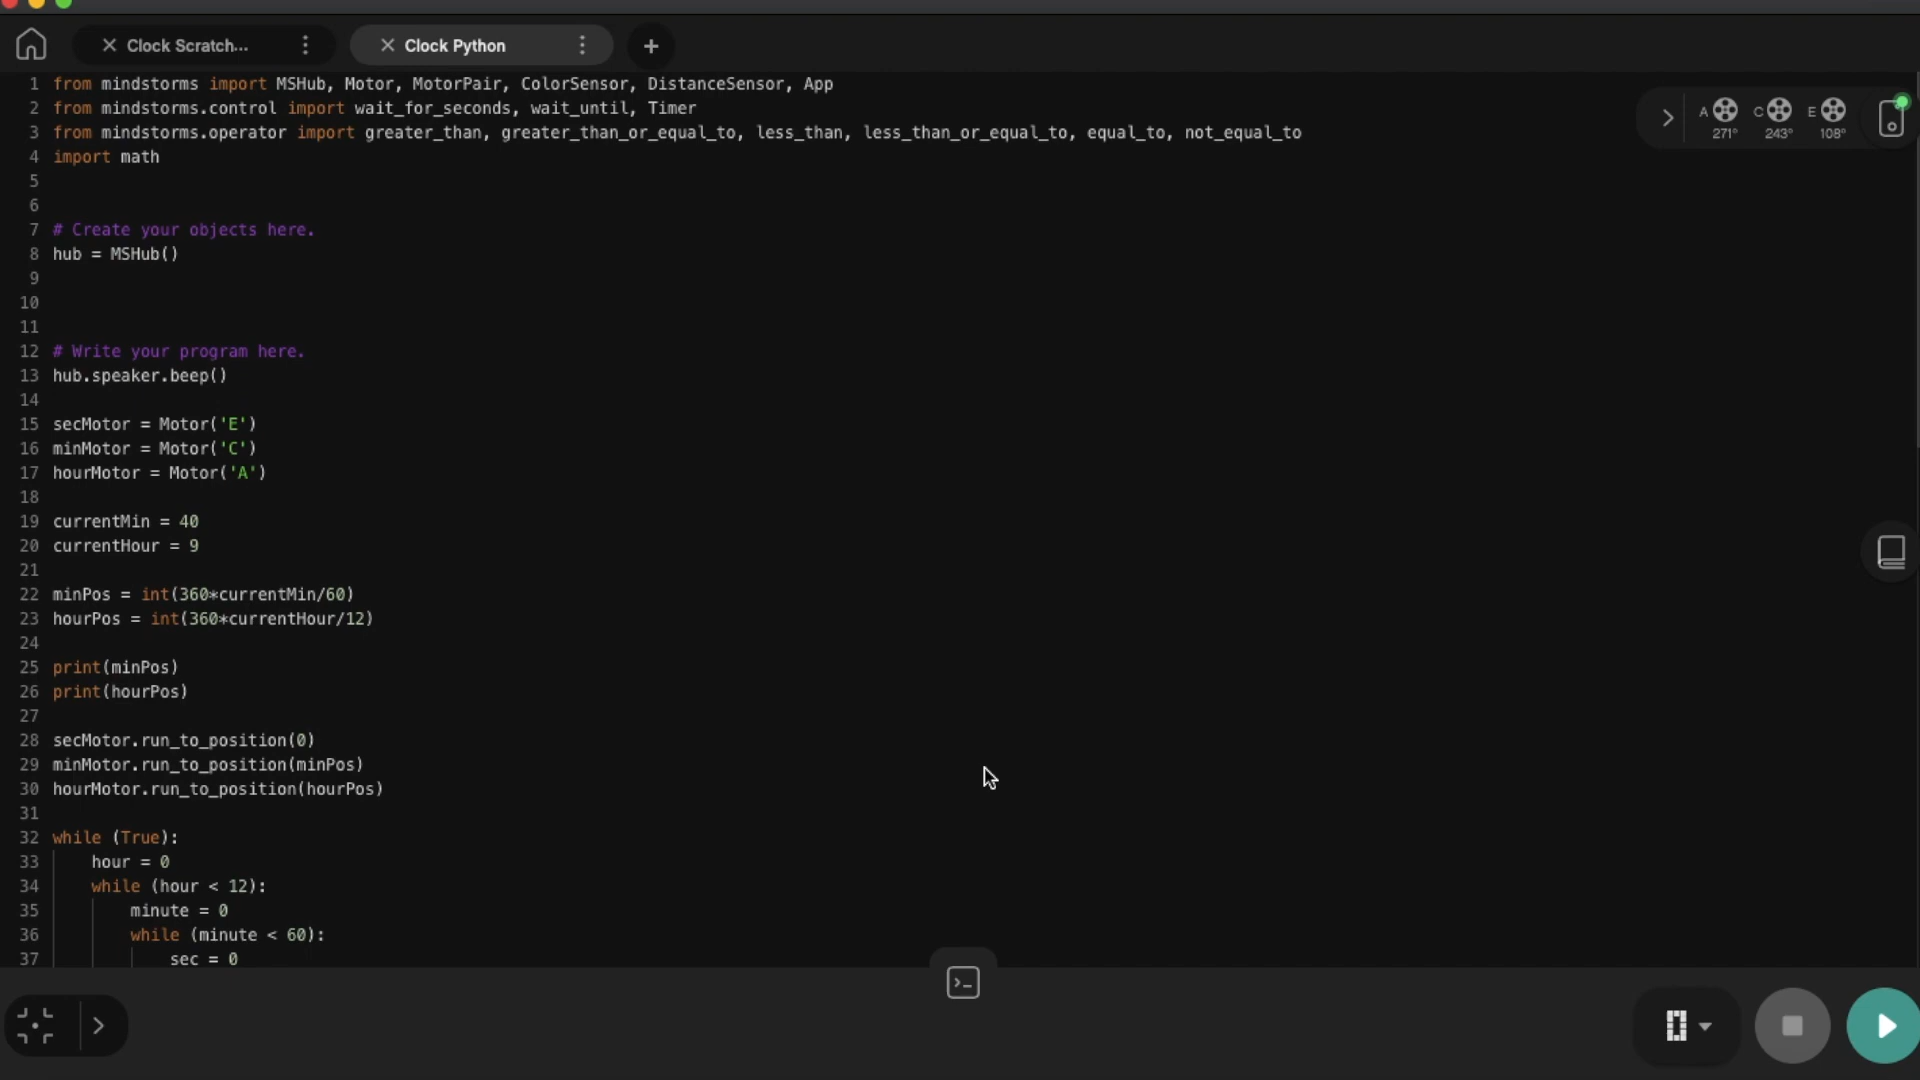 Clock Scratch...
Clock Python
1 from mindstorms import MSHub, Motor, MotorPair, ColorSensor, DistanceSensor, App
2 from mindstorms.control import wait_for_seconds, wait_until, Timer
3 from mindstorms.operator import greater_than, greater_than_or_equal_to, less_than, less_than_or_equal_to, equal_to, not_equal_to
4 import math
5
6
7 # Create your objects here.
8 hub = MSHub()
9
10
11
12 # Write your program here.
13 hub.speaker.beep()
14
15 secMotor = Motor('E')
16 minMotor = Motor('C')
17 hourMotor = Motor('A')
18
19 currentMin = 40
20 currentHour = 9
21
22 minPos = int(360*currentMin/60)
23 hourPos = int(360*currentHour/12)
24
25 print(minPos)
26 print(hourPos)
27
28 secMotor.run_to_position(0)
29 minMotor.run_to_position(minPos)
30 hourMotor.run_to_position(hourPos)
31
32 while (True):
33     hour = 0
34     while (hour < 12):
35         minute = 0
36         while (minute < 60):
37             sec = 0
A C E
271° 243° 108°